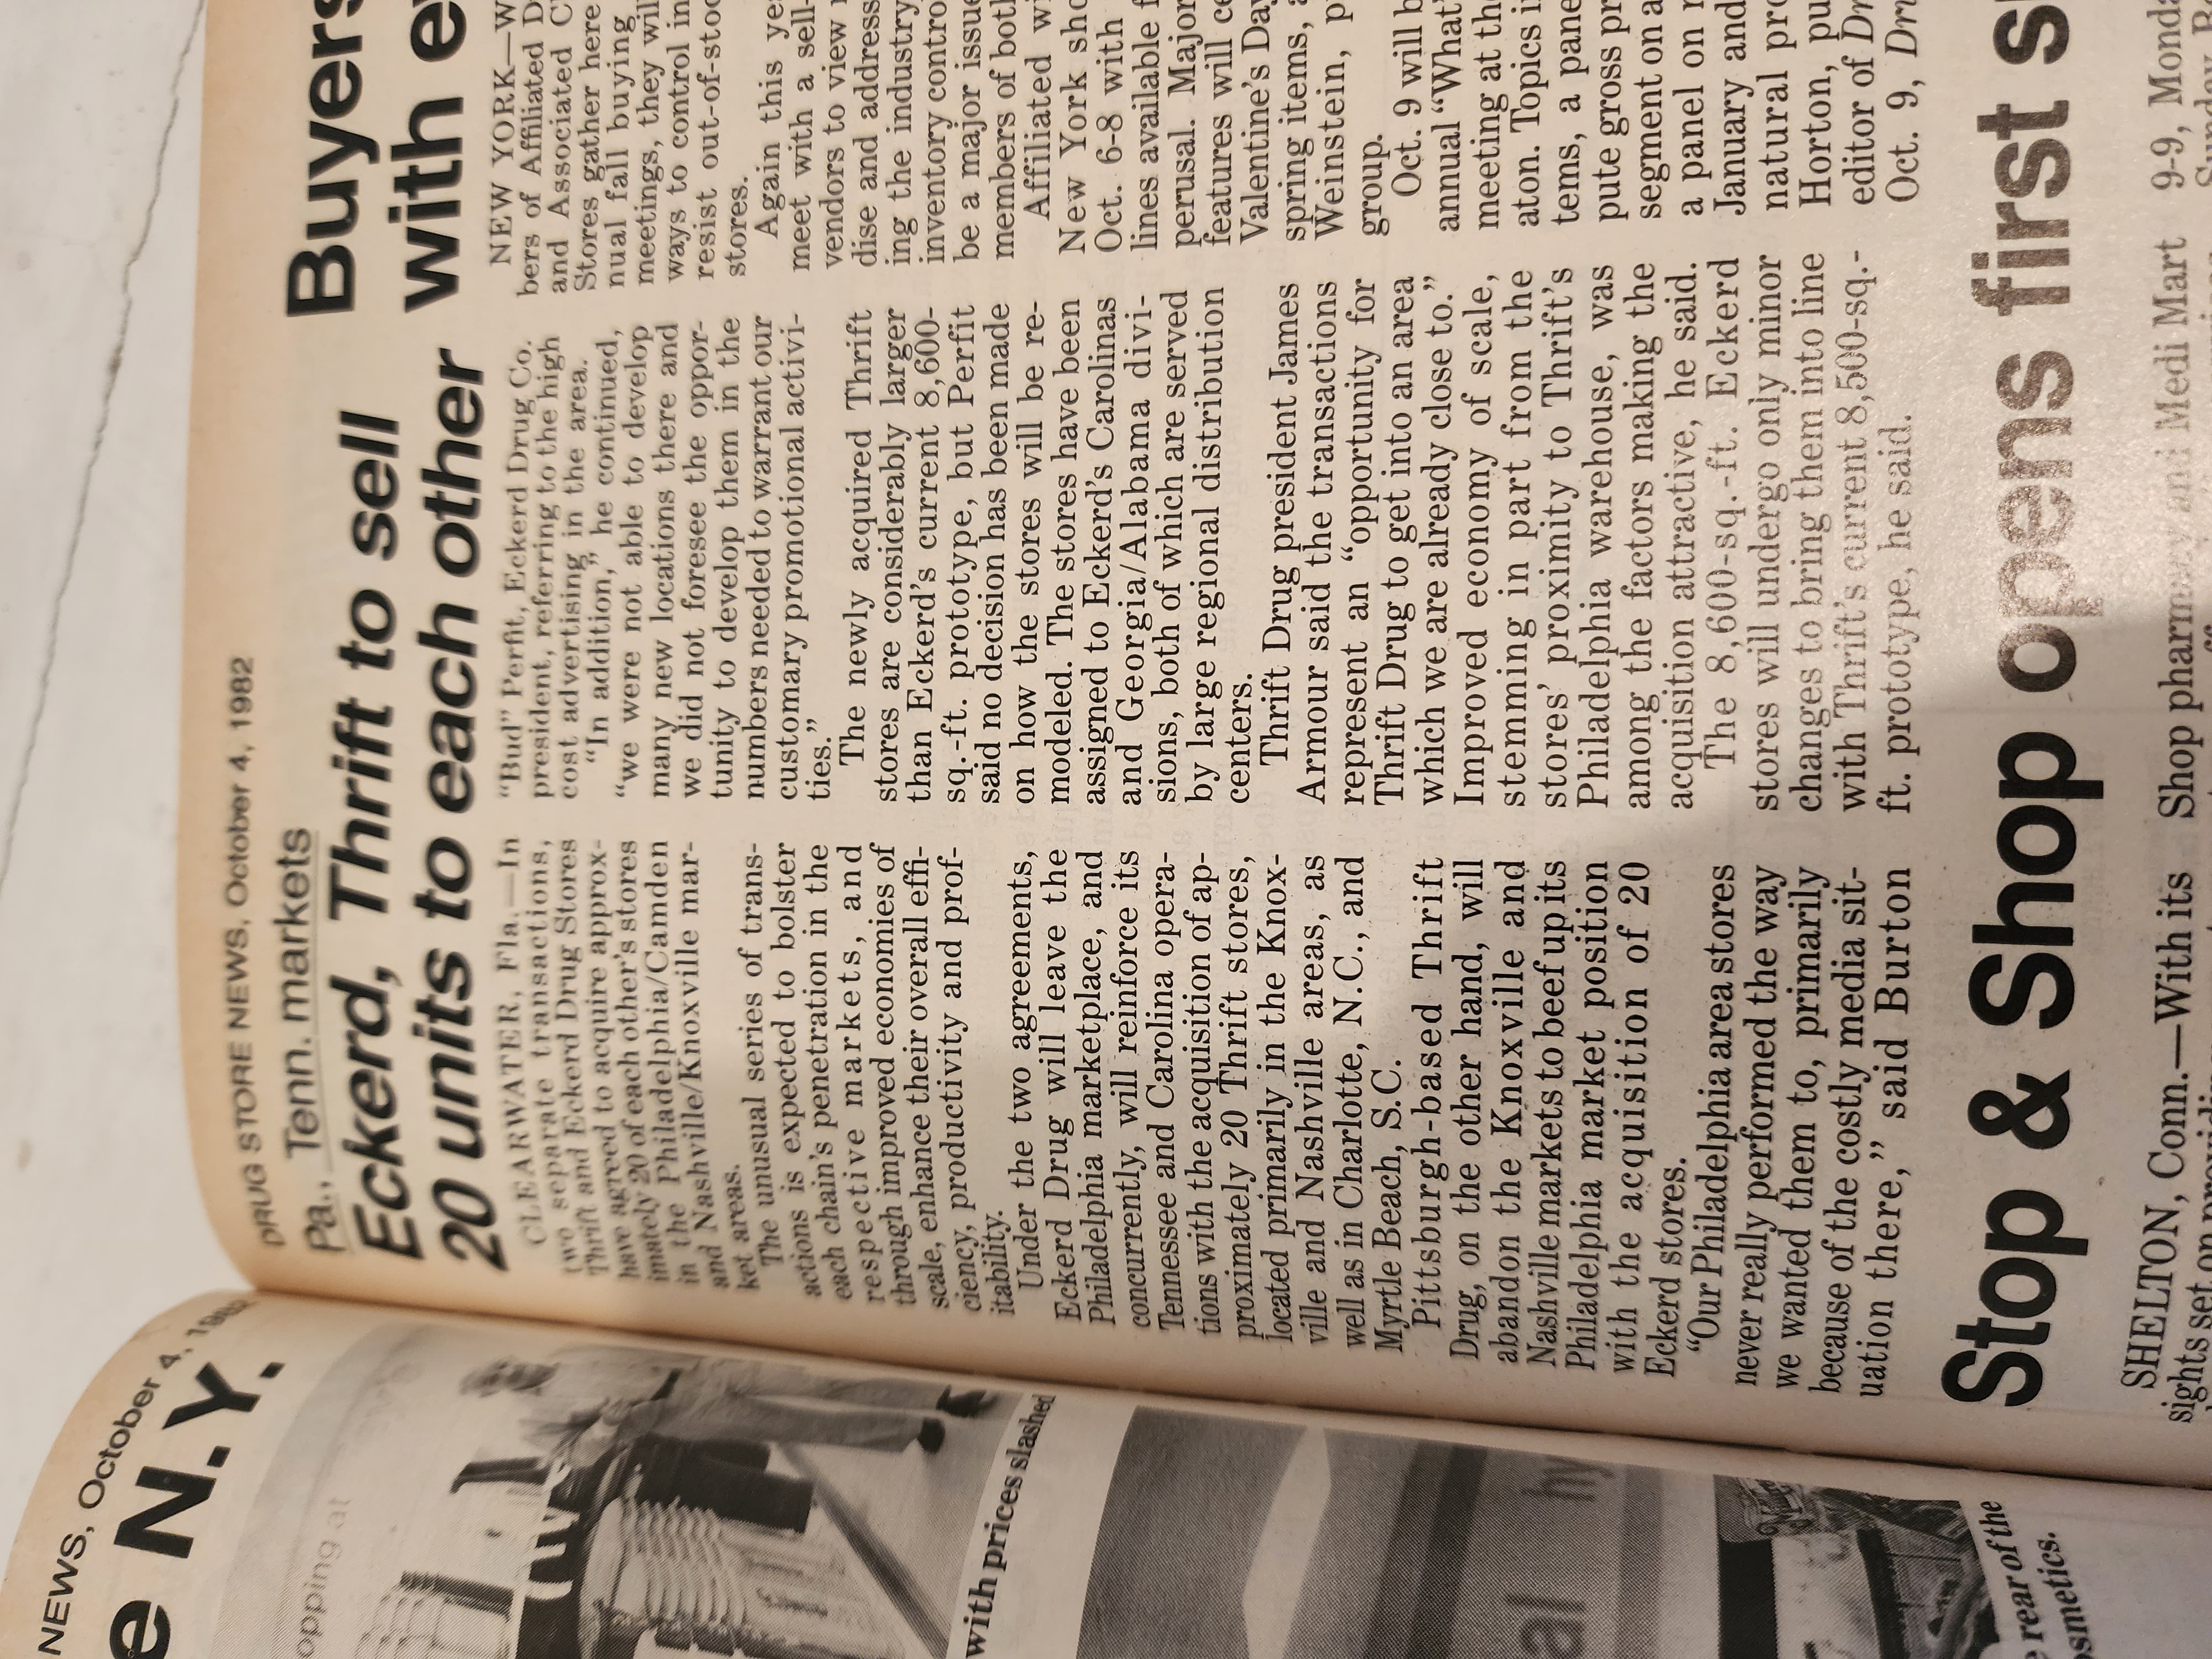 NEWS, October 4, 1982
e N.Y.
opping at
with prices slashed
al hy
e rear of the
osmetics.
DRUG STORE NEWS, October 4, 1982
Pa., Tenn. markets
Eckerd, Thrift to sell
20 units to each other
CLEARWATER, Fla.—In
two separate transactions,
Thrift and Eckerd Drug Stores
have agreed to acquire approx-
imately 20 of each other's stores
in the Philadelphia/Camden
and Nashville/Knoxville mar-
ket areas.
The unusual series of trans-
actions is expected to bolster
each chain's penetration in the
respective markets, and
through improved economies of
scale, enhance their overall effi-
ciency, productivity and prof-
itability.
Under the two agreements,
Eckerd Drug will leave the
Philadelphia marketplace, and
concurrently, will reinforce its
Tennessee and Carolina opera-
tions with the acquisition of ap-
proximately 20 Thrift stores,
located primarily in the Knox-
ville and Nashville areas, as
well as in Charlotte, N.C., and
Myrtle Beach, S.C.
Pittsburgh-based Thrift
Drug, on the other hand, will
abandon the Knoxville and
Nashville markets to beef up its
Philadelphia market position
with the acquisition of 20
Eckerd stores.
“Our Philadelphia area stores
never really performed the way
we wanted them to, primarily
because of the costly media sit-
uation there,” said Burton
“Bud” Perfit, Eckerd Drug Co.
president, referring to the high
cost advertising in the area.
“In addition,” he continued,
“we were not able to develop
many new locations there and
we did not foresee the oppor-
tunity to develop them in the
numbers needed to warrant our
customary promotional activi-
ties.”
The newly acquired Thrift
stores are considerably larger
than Eckerd's current 8,600-
sq.-ft. prototype, but Perfit
said no decision has been made
on how the stores will be re-
modeled. The stores have been
assigned to Eckerd's Carolinas
and Georgia/Alabama divi-
sions, both of which are served
by large regional distribution
centers.
Thrift Drug president James
Armour said the transactions
represent an “opportunity for
Thrift Drug to get into an area
which we are already close to.”
Improved economy of scale,
stemming in part from the
stores' proximity to Thrift's
Philadelphia warehouse, was
among the factors making the
acquisition attractive, he said.
The 8,600-sq.-ft. Eckerd
stores will undergo only minor
changes to bring them into line
with Thrift's current 8,500-sq.-
ft. prototype, he said.
Buyers
with e
NEW YORK—W
bers of Affiliated D
and Associated C
Stores gather here
nual fall buying
meetings, they wil
ways to control in
resist out-of-stoc
stores.
Again this ye
meet with a sell-
vendors to view
dise and address
ing the industry
inventory contro
be a major issue
members of both
Affiliated wi
New York sho
Oct. 6-8 with
lines available f
perusal. Major
features will ce
Valentine's Day
spring items, a
Weinstein, p
group.
Oct. 9 will b
annual “What'
meeting at the
aton. Topics i
tems, a pane
pute gross pr
segment on a
a panel on
January and
natural pro
Horton, pu
editor of Dr
Oct. 9, Dru
Stop & Shop opens first s
SHELTON, Conn.—With its
sights set on
Shop pharmacy and Medi Mart
9-9, Monda